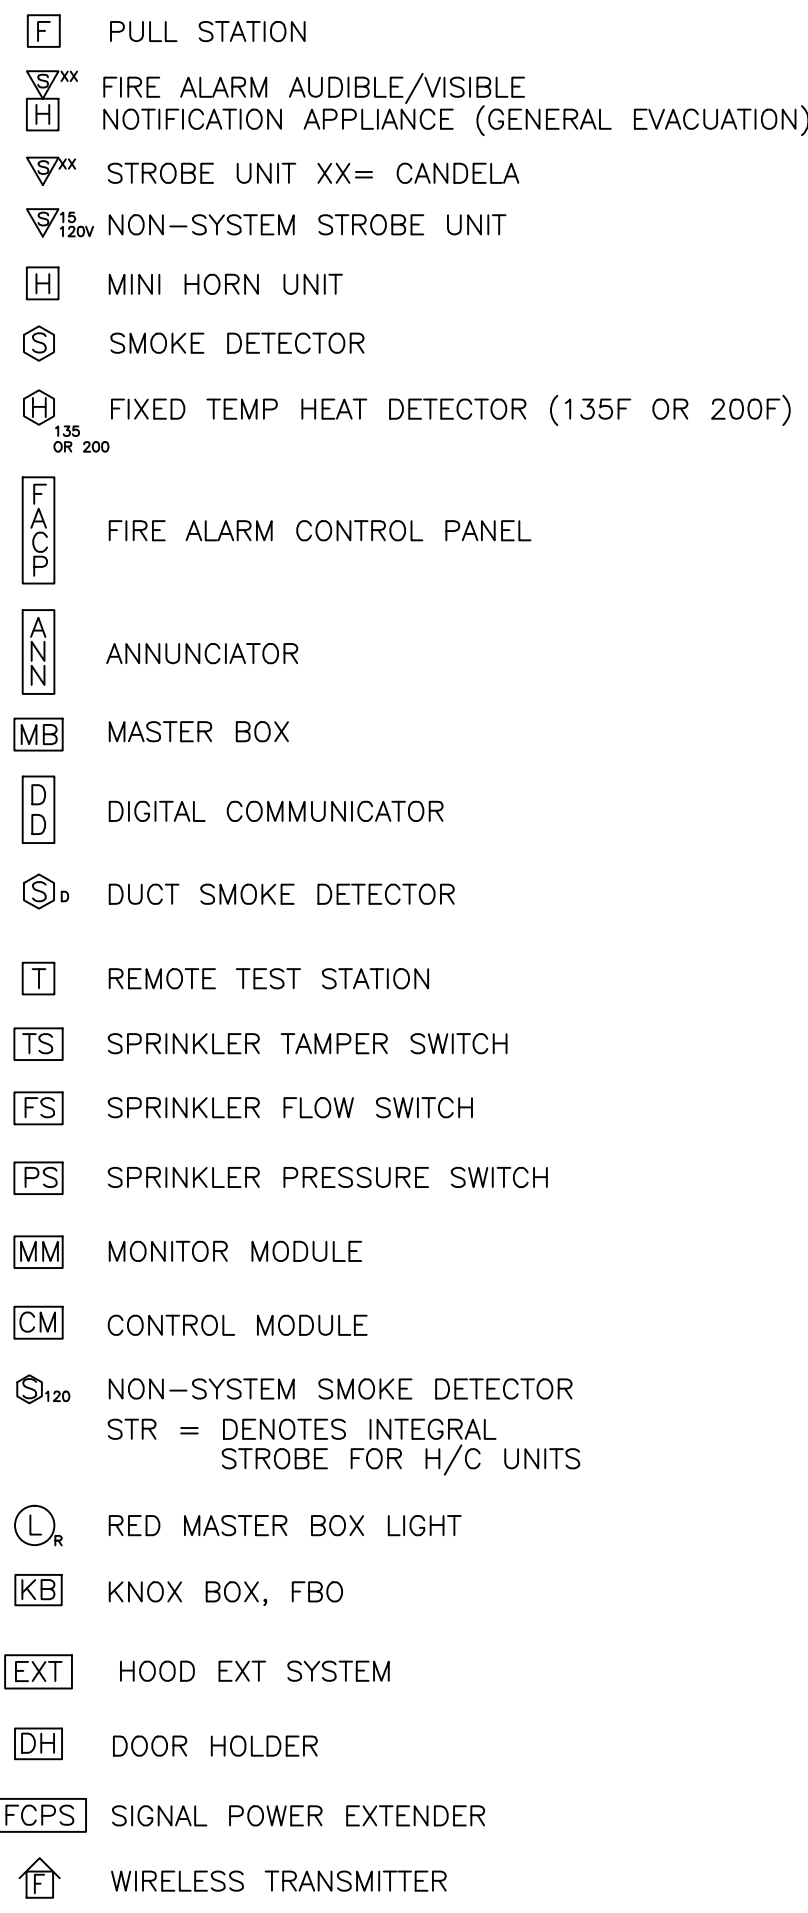 F PULL STATION
S XX FIRE ALARM AUDIBLE/VISIBLE
H NOTIFICATION APPLIANCE (GENERAL EVACUATION)
S XX STROBE UNIT XX= CANDELA
S 15 120V NON-SYSTEM STROBE UNIT
H MINI HORN UNIT
S SMOKE DETECTOR
H FIXED TEMP HEAT DETECTOR (135F OR 200F)
135
OR 200
FACP FIRE ALARM CONTROL PANEL
ANN ANNUNCIATOR
MB MASTER BOX
DD DIGITAL COMMUNICATOR
S D DUCT SMOKE DETECTOR
T REMOTE TEST STATION
TS SPRINKLER TAMPER SWITCH
FS SPRINKLER FLOW SWITCH
PS SPRINKLER PRESSURE SWITCH
MM MONITOR MODULE
CM CONTROL MODULE
S 120 NON-SYSTEM SMOKE DETECTOR
STR = DENOTES INTEGRAL
STROBE FOR H/C UNITS
L R RED MASTER BOX LIGHT
KB KNOX BOX, FBO
EXT HOOD EXT SYSTEM
DH DOOR HOLDER
FCPS SIGNAL POWER EXTENDER
F WIRELESS TRANSMITTER